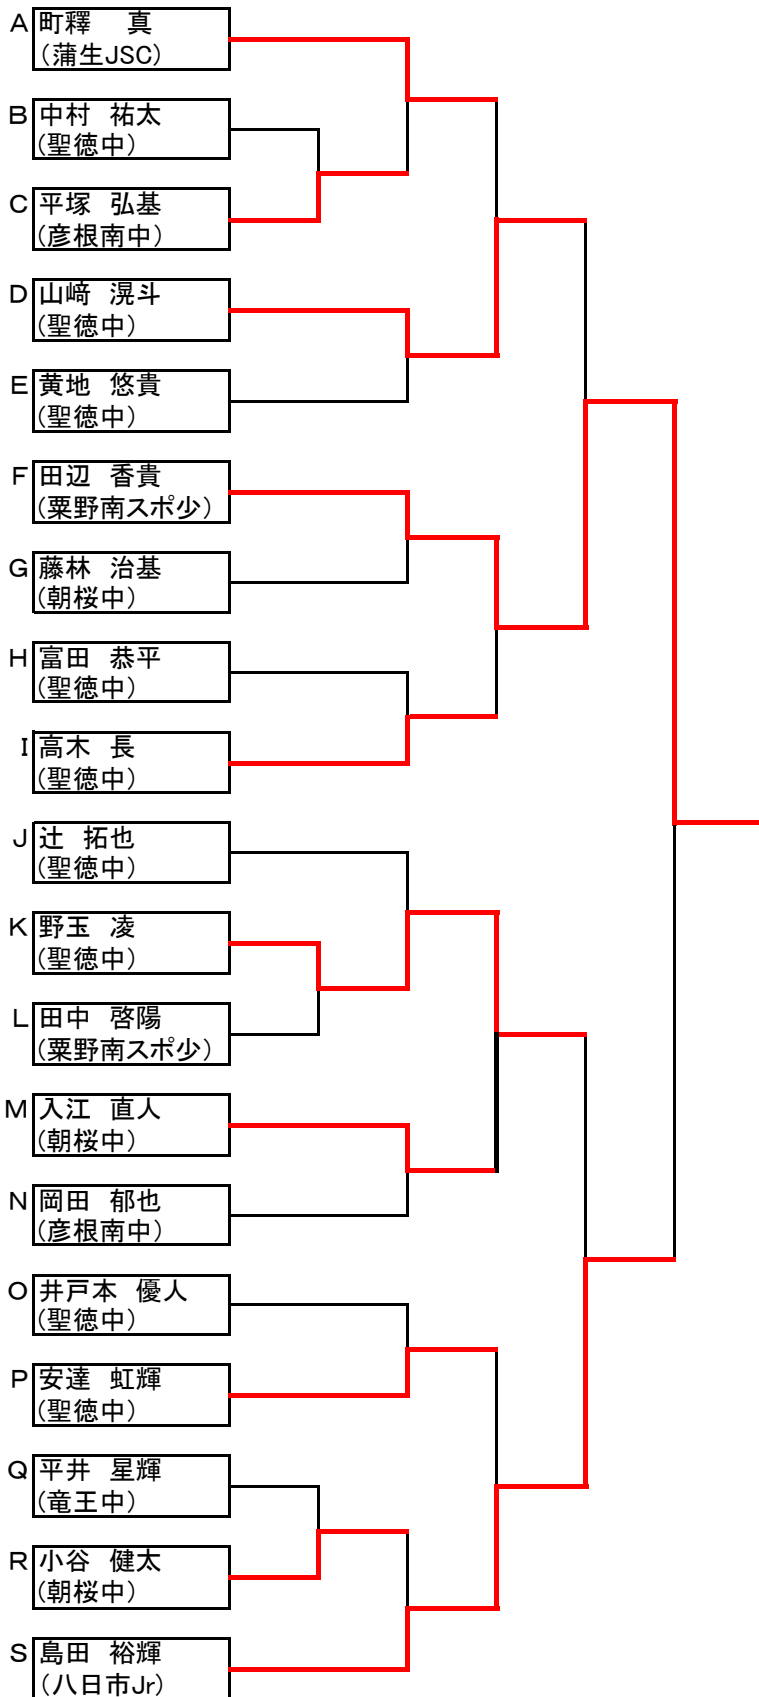 A 町釋　真
(蒲生JSC)
B 中村　祐太
(聖徳中)
C 平塚　弘基
(彦根南中)
D 山﨑　滉斗
(聖徳中)
E 黄地　悠貴
(聖徳中)
F 田辺　香貴
(粟野南スポ少)
G 藤林　治基
(朝桜中)
H 富田　恭平
(聖徳中)
I 高木　長
(聖徳中)
J 辻　拓也
(聖徳中)
K 野玉　凌
(聖徳中)
L 田中　啓陽
(粟野南スポ少)
M 入江　直人
(朝桜中)
N 岡田　郁也
(彦根南中)
O 井戸本　優人
(聖徳中)
P 安達　虹輝
(聖徳中)
Q 平井　星輝
(竜王中)
R 小谷　健太
(朝桜中)
S 島田　裕輝
(八日市Jr)